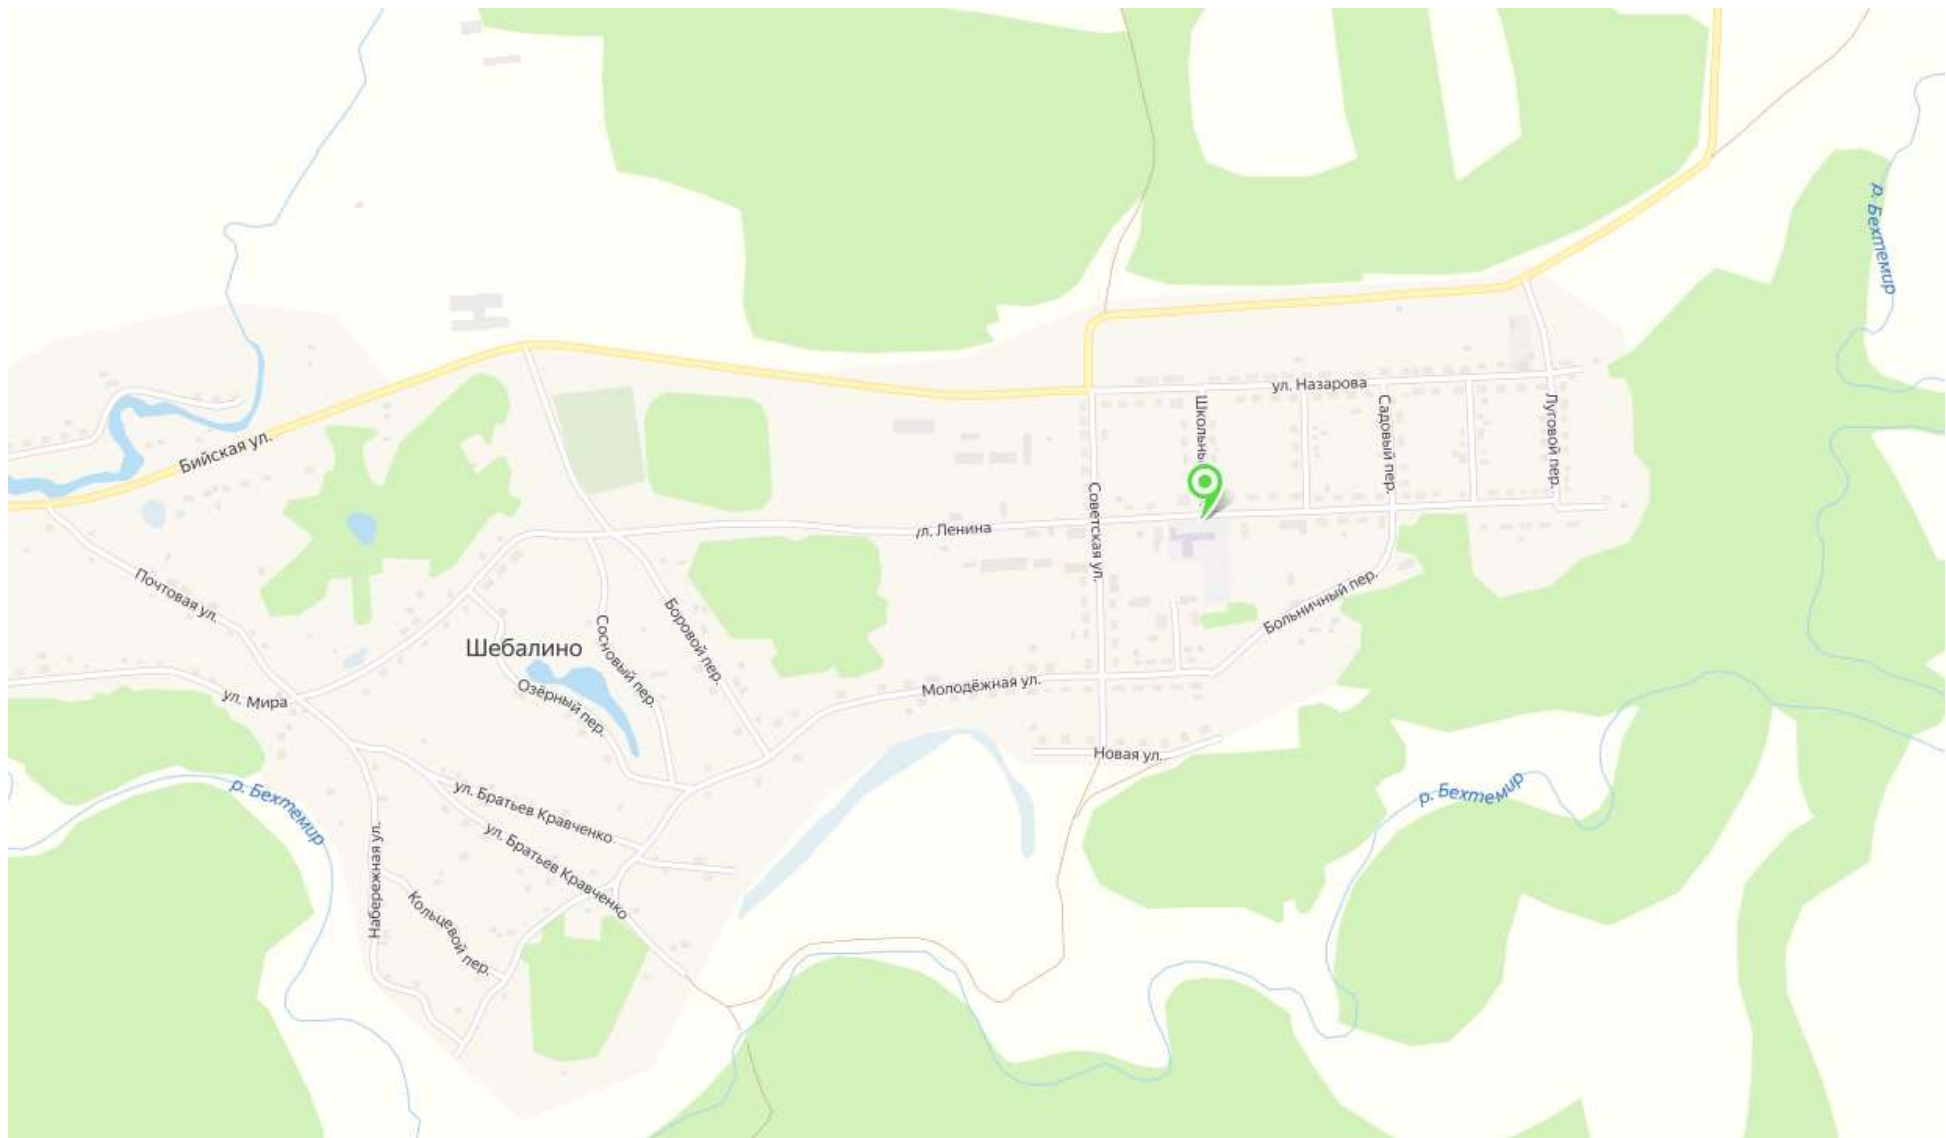 р. Бехтемир
ул. Назарова
Школьны
Садовый пер.
Луговой пер.
Бийская ул.
Советская ул.
ул. Ленина
Почтовая ул.
Шебалино
Сосновый пер.
Боровой пер.
Больничный пер.
ул. Мира
Озёрный пер.
Молодёжная ул.
Новая ул.
р. Бехтемир
р. Бехтемир
ул. Братьев Кравченко
ул. Братьев Кравченко
Набережная ул.
Кольцевой пер.